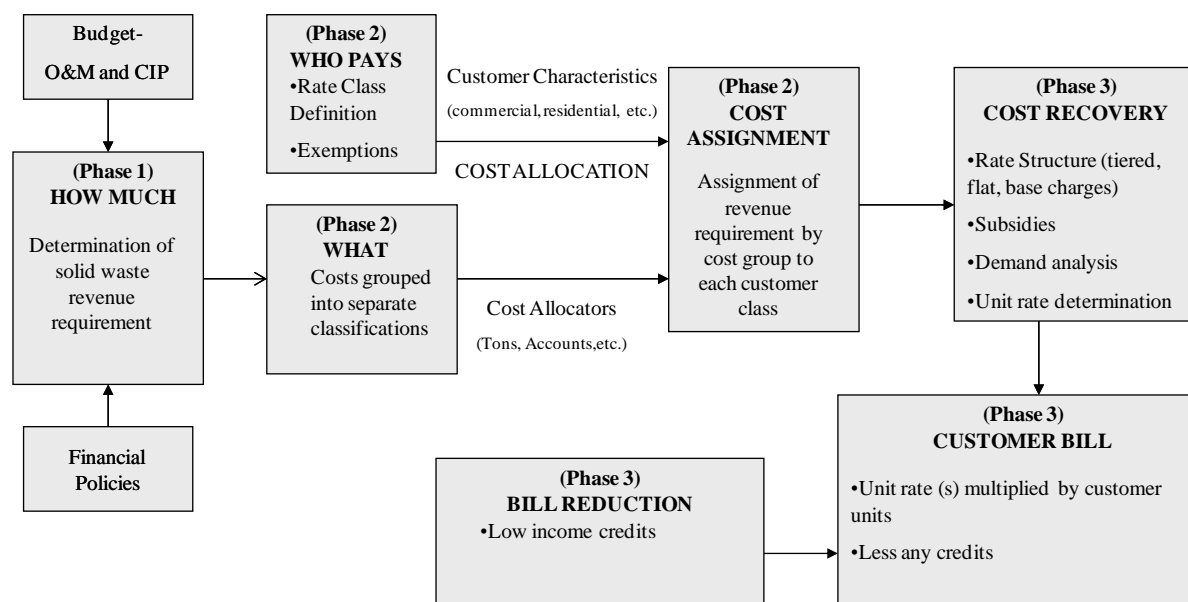 Budget-
O&M and CIP
(Phase 1)
HOW MUCH
Determination of
solid waste
revenue
requirement
Financial
Policies
(Phase 2)
WHO PAYS
•Rate Class
Definition
•Exemptions
Customer Characteristics
(commercial, residential, etc.)
COST ALLOCATION
(Phase 2)
WHAT
Costs grouped
into separate
classifications
Cost Allocators
(Tons, Accounts,etc.)
(Phase 2)
COST
ASSIGNMENT
Assignment of
revenue
requirement by
cost group to
each customer
class
(Phase 3)
COST RECOVERY
•Rate Structure (tiered,
flat, base charges)
•Subsidies
•Demand analysis
•Unit rate determination
(Phase 3)
BILL REDUCTION
•Low income credits
(Phase 3)
CUSTOMER BILL
•Unit rate (s) multiplied by customer
units
•Less any credits